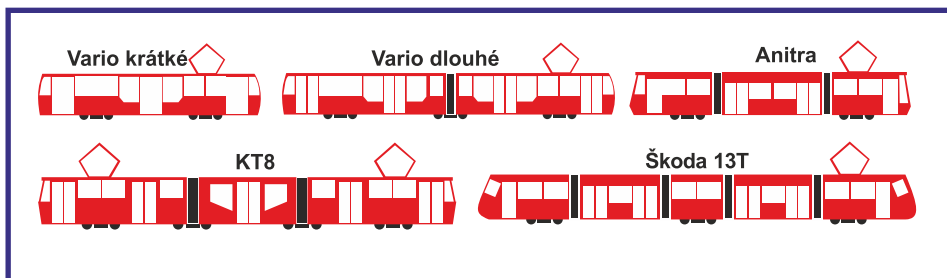 Vario krátké
Vario dlouhé
Anitra
KT8
Škoda 13T